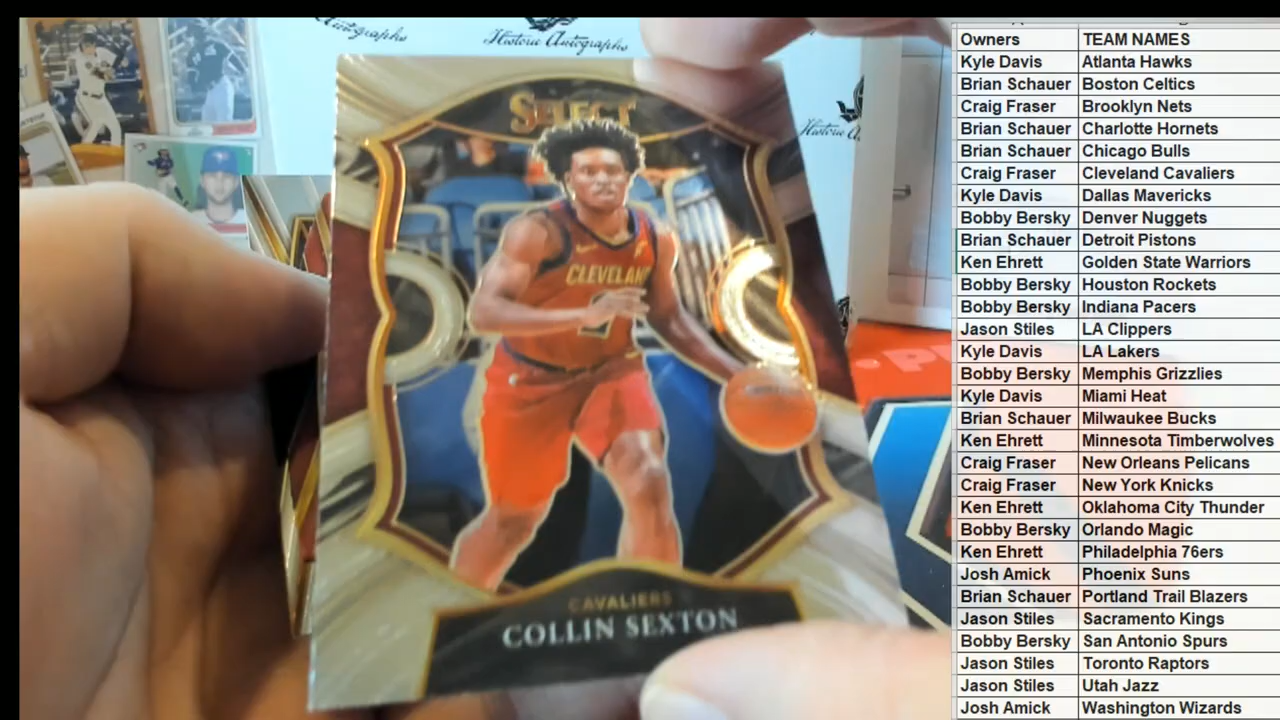 Autographs
Historic Autographs
Historic
SELECT
CLEVELAND
CAVALIERS
COLLIN SEXTON
Owners TEAM NAMES
Kyle Davis Atlanta Hawks
Brian Schauer Boston Celtics
Craig Fraser Brooklyn Nets
Brian Schauer Charlotte Hornets
Brian Schauer Chicago Bulls
Craig Fraser Cleveland Cavaliers
Kyle Davis Dallas Mavericks
Bobby Bersky Denver Nuggets
Brian Schauer Detroit Pistons
Ken Ehrett Golden State Warriors
Bobby Bersky Houston Rockets
Bobby Bersky Indiana Pacers
Jason Stiles LA Clippers
Kyle Davis LA Lakers
Bobby Bersky Memphis Grizzlies
Kyle Davis Miami Heat
Brian Schauer Milwaukee Bucks
Ken Ehrett Minnesota Timberwolves
Craig Fraser New Orleans Pelicans
Craig Fraser New York Knicks
Ken Ehrett Oklahoma City Thunder
Bobby Bersky Orlando Magic
Ken Ehrett Philadelphia 76ers
Josh Amick Phoenix Suns
Brian Schauer Portland Trail Blazers
Jason Stiles Sacramento Kings
Bobby Bersky San Antonio Spurs
Jason Stiles Toronto Raptors
Jason Stiles Utah Jazz
Josh Amick Washington Wizards